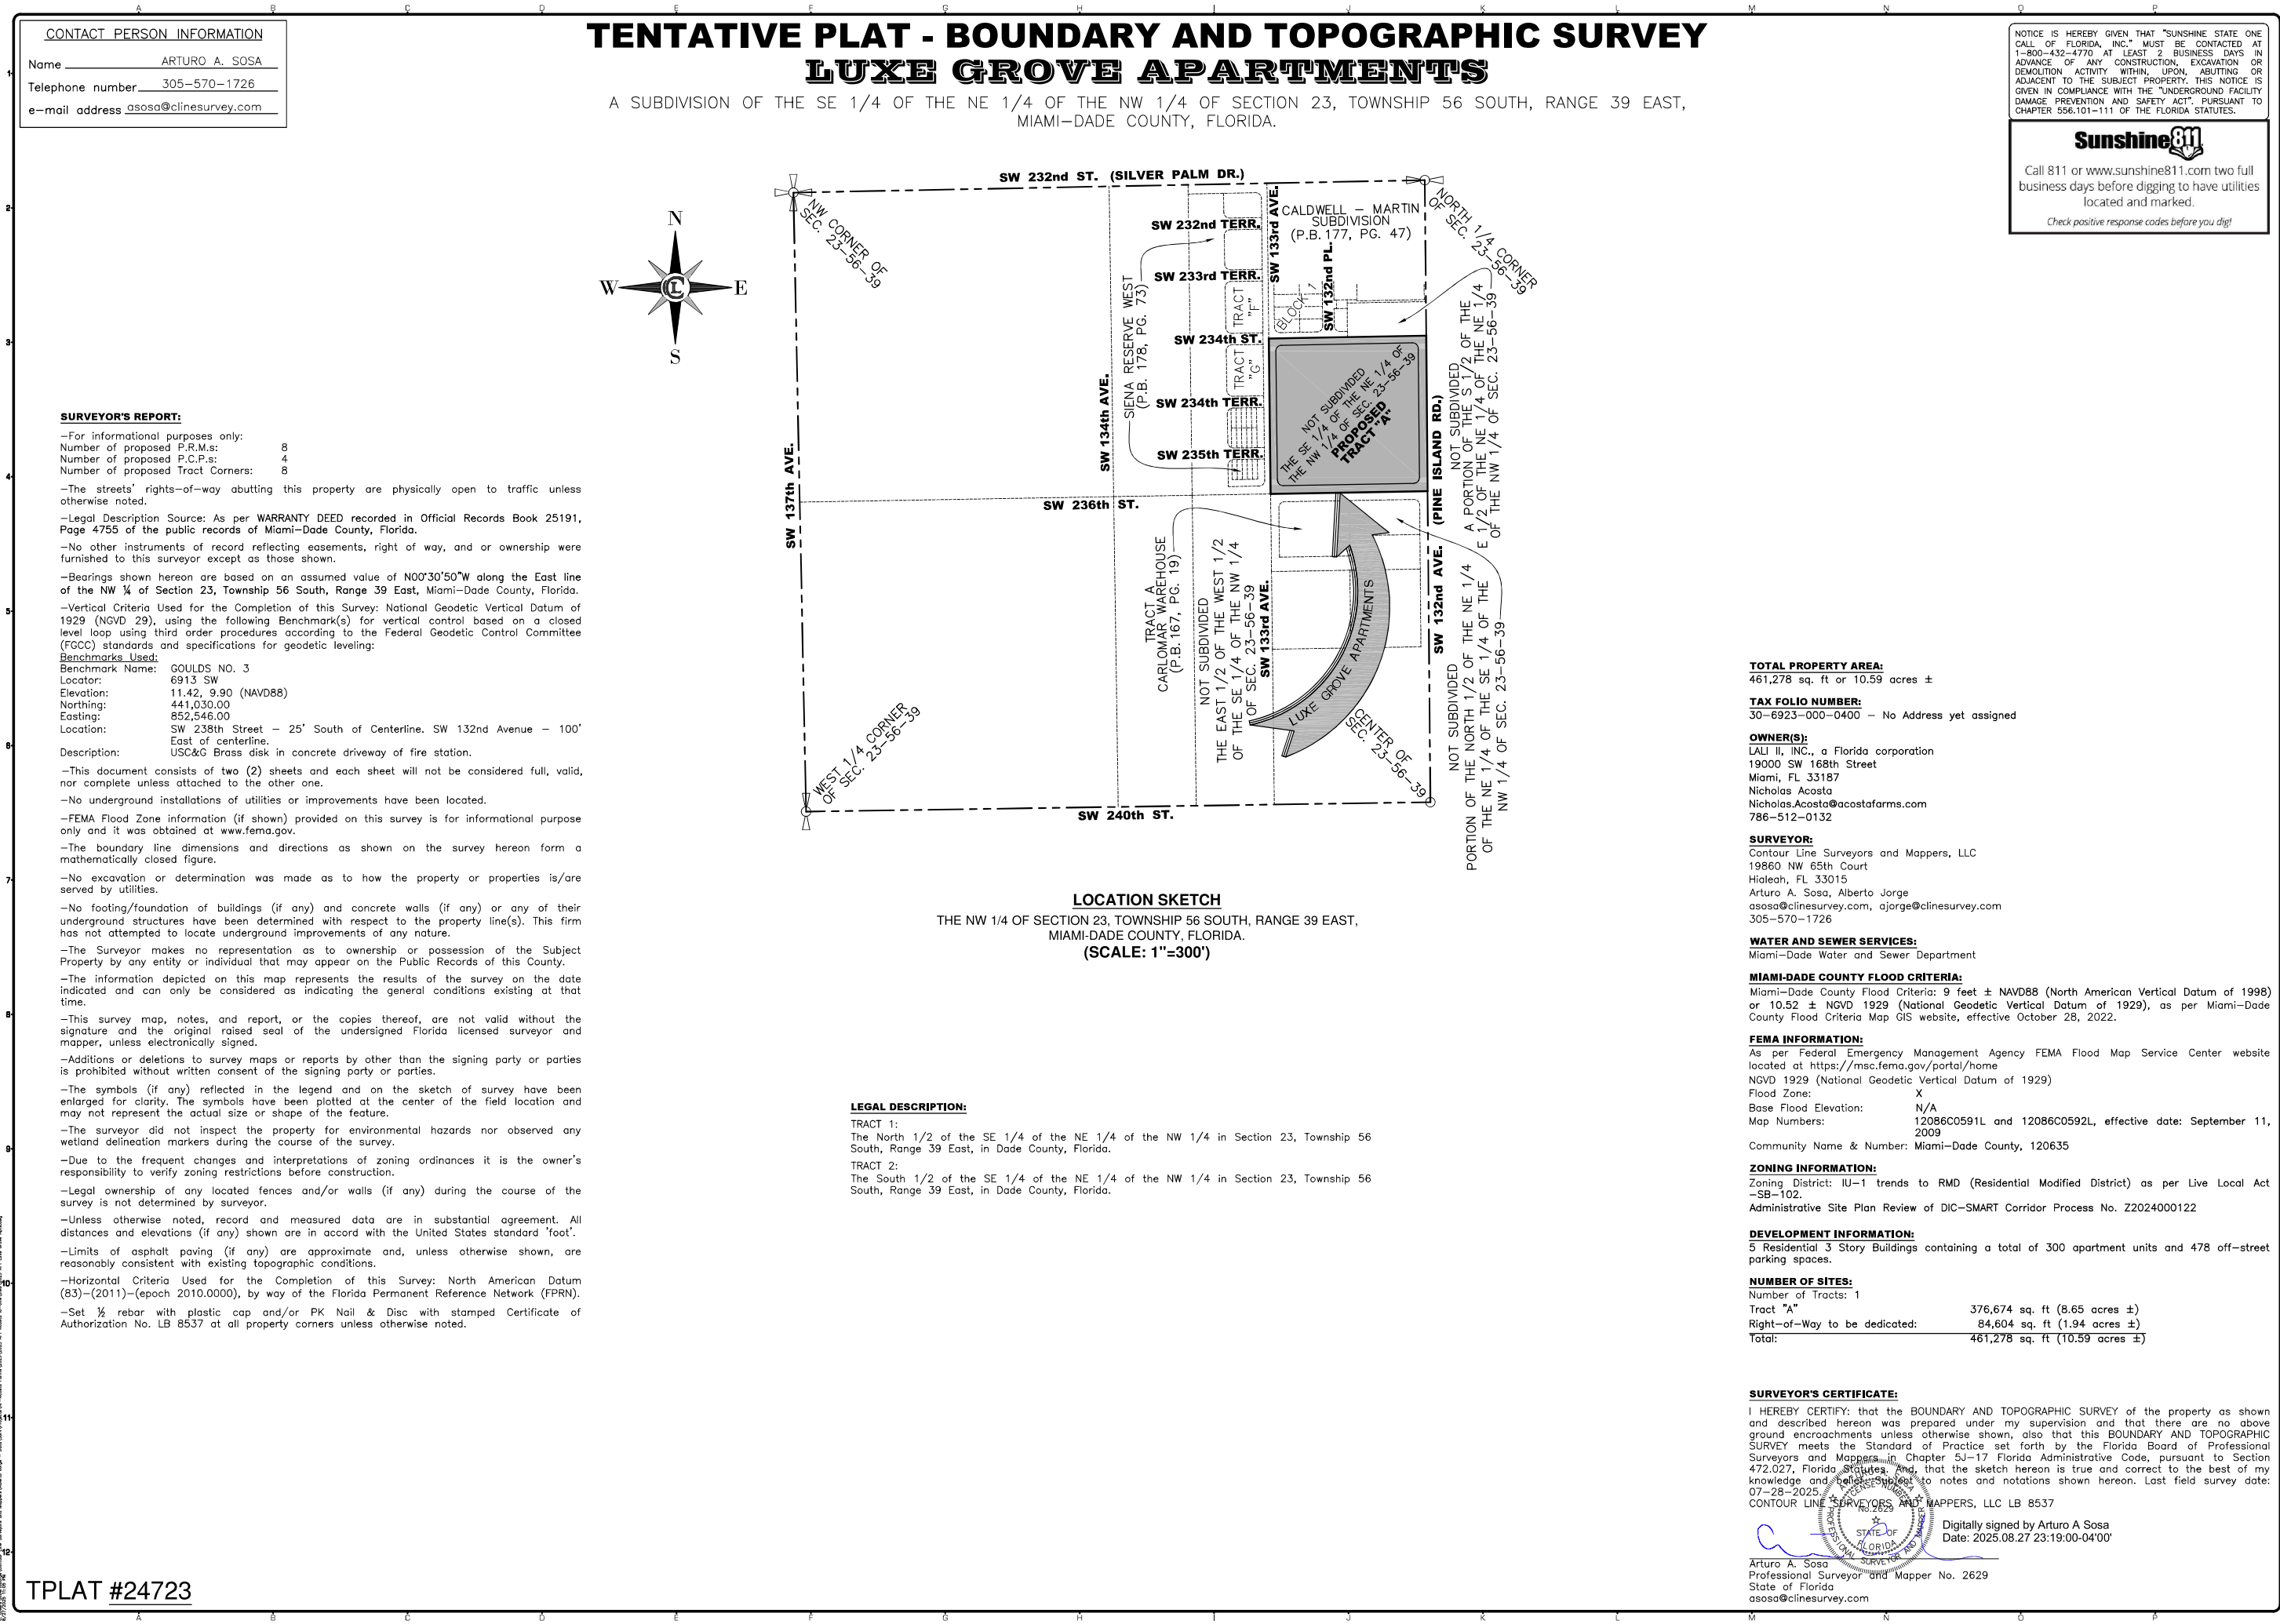 CONTACT PERSON INFORMATION
Name ARTURO A. SOSA
Telephone number 305-570-1726
e-mail address asosa@clinesurvey.com
TENTATIVE PLAT - BOUNDARY AND TOPOGRAPHIC SURVEY
LUXE GROVE APARTMENTS
A SUBDIVISION OF THE SE 1/4 OF THE NE 1/4 OF THE NW 1/4 OF SECTION 23, TOWNSHIP 56 SOUTH, RANGE 39 EAST,
MIAMI-DADE COUNTY, FLORIDA.
NOTICE IS HEREBY GIVEN THAT "SUNSHINE STATE ONE
CALL OF FLORIDA, INC." MUST BE CONTACTED AT
1-800-432-4770 AT LEAST 2 BUSINESS DAYS IN
ADVANCE OF ANY CONSTRUCTION, EXCAVATION OR
DEMOLITION ACTIVITY WITHIN, UPON, ABUTTING OR
ADJACENT TO THE SUBJECT PROPERTY. THIS NOTICE IS
GIVEN IN COMPLIANCE WITH THE "UNDERGROUND FACILITY
DAMAGE PREVENTION AND SAFETY ACT". PURSUANT TO
CHAPTER 556.101-111 OF THE FLORIDA STATUTES.
Sunshine811
Call 811 or www.sunshine811.com two full
business days before digging to have utilities
located and marked.
Check positive response codes before you dig!
N
W
E
S
CL
SW 232nd ST. (SILVER PALM DR.)
NW CORNER OF
SEC. 23-56-39
NORTH 1/4 CORNER
OF SEC. 23-56-39
CALDWELL - MARTIN
SUBDIVISION
(P.B. 177, PG. 47)
SW 232nd TERR.
SW 233rd TERR.
SW 234th ST.
SW 234th TERR.
SW 235th TERR.
SW 236th ST.
SW 240th ST.
SW 137th AVE.
SW 134th AVE.
SW 133rd AVE.
SW 132nd PL.
SIENA RESERVE WEST
(P.B. 178, PG. 73)
TRACT
"F"
TRACT
"G"
BLOCK 1
NOT SUBDIVIDED
THE SE 1/4 OF THE NE 1/4 OF
THE NW 1/4 OF SEC. 23-56-39
PROPOSED
TRACT "A"
(PINE ISLAND RD.)
SW 132nd AVE.
NOT SUBDIVIDED
A PORTION OF THE S 1/2 OF THE
E 1/2 OF THE NE 1/4 OF THE NE 1/4
OF THE NW 1/4 OF SEC. 23-56-39
TRACT A
CARLOMAR WAREHOUSE
(P.B.167, PG. 19)
NOT SUBDIVIDED
THE EAST 1/2 OF THE WEST 1/2
OF THE SE 1/4 OF THE NW 1/4
OF SEC. 23-56-39
SW 133rd AVE.
LUXE GROVE APARTMENTS
NOT SUBDIVIDED
PORTION OF THE NORTH 1/2 OF THE NE 1/4
OF THE NE 1/4 OF THE SE 1/4 OF THE
NW 1/4 OF SEC. 23-56-39
WEST 1/4 CORNER
OF SEC. 23-56-39
CENTER OF
SEC. 23-56-39
LOCATION SKETCH
THE NW 1/4 OF SECTION 23, TOWNSHIP 56 SOUTH, RANGE 39 EAST,
MIAMI-DADE COUNTY, FLORIDA.
(SCALE: 1"=300')
LEGAL DESCRIPTION:
TRACT 1:
The North 1/2 of the SE 1/4 of the NE 1/4 of the NW 1/4 in Section 23, Township 56
South, Range 39 East, in Dade County, Florida.
TRACT 2:
The South 1/2 of the SE 1/4 of the NE 1/4 of the NW 1/4 in Section 23, Township 56
South, Range 39 East, in Dade County, Florida.
SURVEYOR'S REPORT:
-For informational purposes only:
Number of proposed P.R.M.s: 8
Number of proposed P.C.P.s: 4
Number of proposed Tract Corners: 8
-The streets' rights-of-way abutting this property are physically open to traffic unless
otherwise noted.
-Legal Description Source: As per WARRANTY DEED recorded in Official Records Book 25191,
Page 4755 of the public records of Miami-Dade County, Florida.
-No other instruments of record reflecting easements, right of way, and or ownership were
furnished to this surveyor except as those shown.
-Bearings shown hereon are based on an assumed value of N00°30'50"W along the East line
of the NW ¼ of Section 23, Township 56 South, Range 39 East, Miami-Dade County, Florida.
-Vertical Criteria Used for the Completion of this Survey: National Geodetic Vertical Datum of
1929 (NGVD 29), using the following Benchmark(s) for vertical control based on a closed
level loop using third order procedures according to the Federal Geodetic Control Committee
(FGCC) standards and specifications for geodetic leveling:
Benchmarks Used:
Benchmark Name: GOULDS NO. 3
Locator: 6913 SW
Elevation: 11.42, 9.90 (NAVD88)
Northing: 441,030.00
Easting: 852,546.00
Location: SW 238th Street - 25' South of Centerline. SW 132nd Avenue - 100'
East of centerline.
Description: USC&G Brass disk in concrete driveway of fire station.
-This document consists of two (2) sheets and each sheet will not be considered full, valid,
nor complete unless attached to the other one.
-No underground installations of utilities or improvements have been located.
-FEMA Flood Zone information (if shown) provided on this survey is for informational purpose
only and it was obtained at www.fema.gov.
-The boundary line dimensions and directions as shown on the survey hereon form a
mathematically closed figure.
-No excavation or determination was made as to how the property or properties is/are
served by utilities.
-No footing/foundation of buildings (if any) and concrete walls (if any) or any of their
underground structures have been determined with respect to the property line(s). This firm
has not attempted to locate underground improvements of any nature.
-The Surveyor makes no representation as to ownership or possession of the Subject
Property by any entity or individual that may appear on the Public Records of this County.
-The information depicted on this map represents the results of the survey on the date
indicated and can only be considered as indicating the general conditions existing at that
time.
-This survey map, notes, and report, or the copies thereof, are not valid without the
signature and the original raised seal of the undersigned Florida licensed surveyor and
mapper, unless electronically signed.
-Additions or deletions to survey maps or reports by other than the signing party or parties
is prohibited without written consent of the signing party or parties.
-The symbols (if any) reflected in the legend and on the sketch of survey have been
enlarged for clarity. The symbols have been plotted at the center of the field location and
may not represent the actual size or shape of the feature.
-The surveyor did not inspect the property for environmental hazards nor observed any
wetland delineation markers during the course of the survey.
-Due to the frequent changes and interpretations of zoning ordinances it is the owner's
responsibility to verify zoning restrictions before construction.
-Legal ownership of any located fences and/or walls (if any) during the course of the
survey is not determined by surveyor.
-Unless otherwise noted, record and measured data are in substantial agreement. All
distances and elevations (if any) shown are in accord with the United States standard 'foot'.
-Limits of asphalt paving (if any) are approximate and, unless otherwise shown, are
reasonably consistent with existing topographic conditions.
-Horizontal Criteria Used for the Completion of this Survey: North American Datum
(83)-(2011)-(epoch 2010.0000), by way of the Florida Permanent Reference Network (FPRN).
-Set ½ rebar with plastic cap and/or PK Nail & Disc with stamped Certificate of
Authorization No. LB 8537 at all property corners unless otherwise noted.
TOTAL PROPERTY AREA:
461,278 sq. ft or 10.59 acres ±
TAX FOLIO NUMBER:
30-6923-000-0400 - No Address yet assigned
OWNER(S):
LALI II, INC., a Florida corporation
19000 SW 168th Street
Miami, FL 33187
Nicholas Acosta
Nicholas.Acosta@acostafarms.com
786-512-0132
SURVEYOR:
Contour Line Surveyors and Mappers, LLC
19860 NW 65th Court
Hialeah, FL 33015
Arturo A. Sosa, Alberto Jorge
asosa@clinesurvey.com, ajorge@clinesurvey.com
305-570-1726
WATER AND SEWER SERVICES:
Miami-Dade Water and Sewer Department
MIAMI-DADE COUNTY FLOOD CRITERIA:
Miami-Dade County Flood Criteria: 9 feet ± NAVD88 (North American Vertical Datum of 1998)
or 10.52 ± NGVD 1929 (National Geodetic Vertical Datum of 1929), as per Miami-Dade
County Flood Criteria Map GIS website, effective October 28, 2022.
FEMA INFORMATION:
As per Federal Emergency Management Agency FEMA Flood Map Service Center website
located at https://msc.fema.gov/portal/home
NGVD 1929 (National Geodetic Vertical Datum of 1929)
Flood Zone: X
Base Flood Elevation: N/A
Map Numbers: 12086C0591L and 12086C0592L, effective date: September 11,
2009
Community Name & Number: Miami-Dade County, 120635
ZONING INFORMATION:
Zoning District: IU-1 trends to RMD (Residential Modified District) as per Live Local Act
-SB-102.
Administrative Site Plan Review of DIC-SMART Corridor Process No. Z2024000122
DEVELOPMENT INFORMATION:
5 Residential 3 Story Buildings containing a total of 300 apartment units and 478 off-street
parking spaces.
NUMBER OF SITES:
Number of Tracts: 1
Tract "A" 376,674 sq. ft (8.65 acres ±)
Right-of-Way to be dedicated: 84,604 sq. ft (1.94 acres ±)
Total: 461,278 sq. ft (10.59 acres ±)
SURVEYOR'S CERTIFICATE:
I HEREBY CERTIFY: that the BOUNDARY AND TOPOGRAPHIC SURVEY of the property as shown
and described hereon was prepared under my supervision and that there are no above
ground encroachments unless otherwise shown, also that this BOUNDARY AND TOPOGRAPHIC
SURVEY meets the Standard of Practice set forth by the Florida Board of Professional
Surveyors and Mappers in Chapter 5J-17 Florida Administrative Code, pursuant to Section
472.027, Florida Statutes. And, that the sketch hereon is true and correct to the best of my
knowledge and belief. Subject to notes and notations shown hereon. Last field survey date:
07-28-2025.
CONTOUR LINE SURVEYORS AND MAPPERS, LLC LB 8537
ARTURO A. SOSA
LICENSE NUMBER
No.2629
STATE OF
FLORIDA
PROFESSIONAL SURVEYOR AND MAPPER
Digitally signed by Arturo A Sosa
Date: 2025.08.27 23:19:00-04'00'
Arturo A. Sosa
Professional Surveyor and Mapper No. 2629
State of Florida
asosa@clinesurvey.com
TPLAT #24723